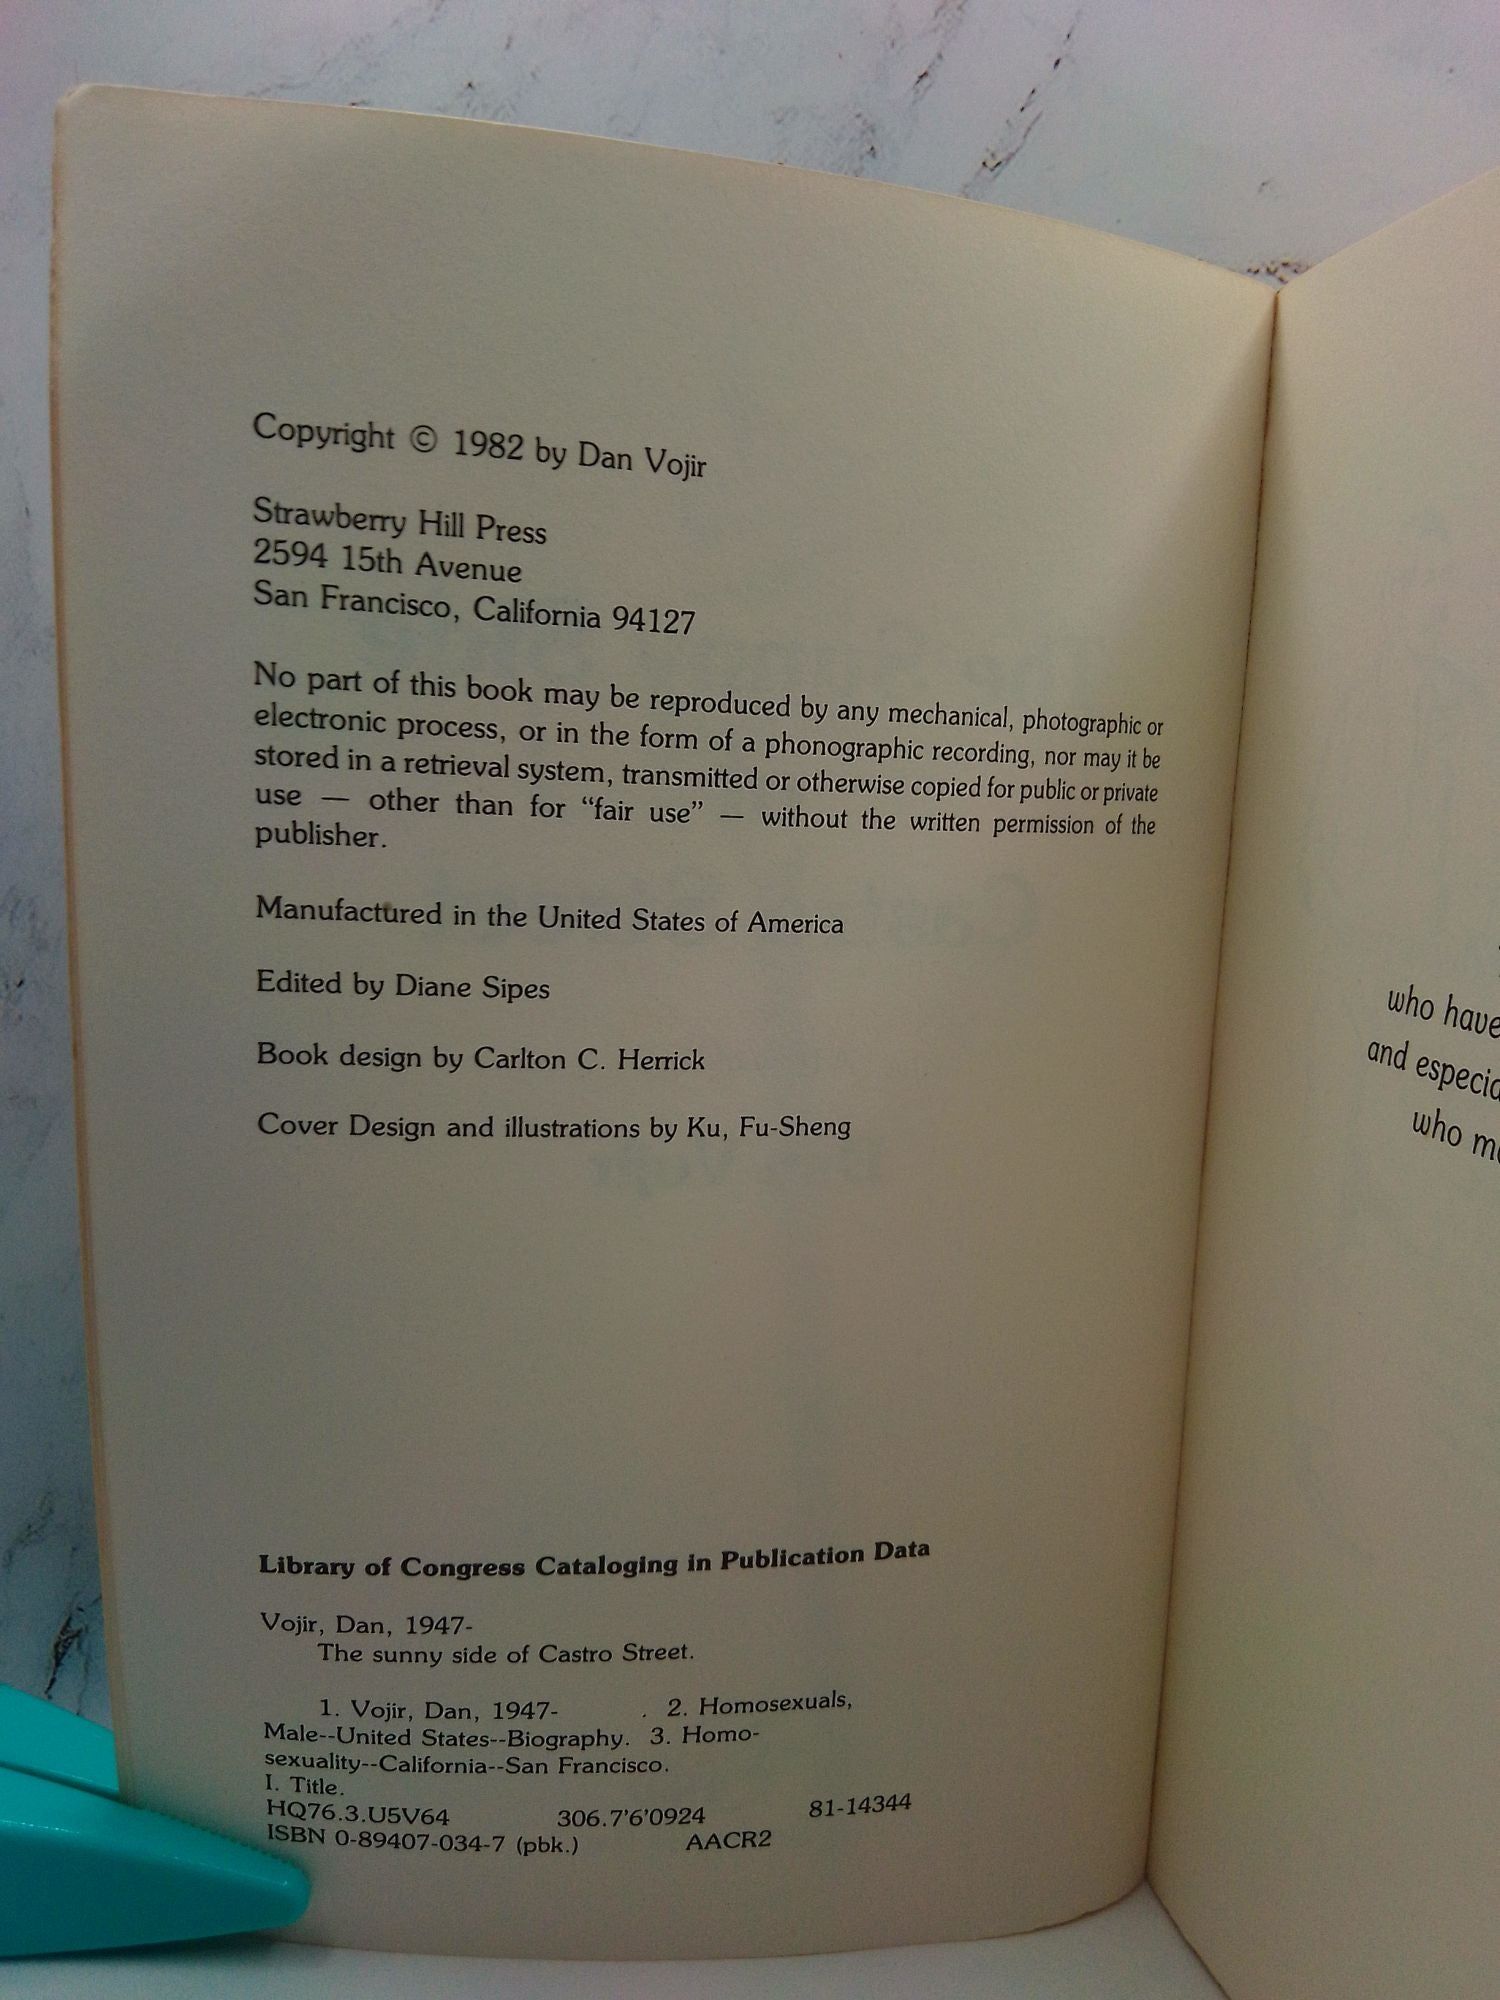 Copyright © 1982 by Dan Vojir
Strawberry Hill Press
2594 15th Avenue
San Francisco, California 94127
No part of this book may be reproduced by any mechanical, photographic or
electronic process, or in the form of a phonographic recording, nor may it be
stored in a retrieval system, transmitted or otherwise copied for public or private
use — other than for “fair use” — without the written permission of the
publisher.
Manufactured in the United States of America
Edited by Diane Sipes
Book design by Carlton C. Herrick
Cover Design and illustrations by Ku, Fu-Sheng
Library of Congress Cataloging in Publication Data
Vojir, Dan, 1947-
The sunny side of Castro Street.
1. Vojir, Dan, 1947- . 2. Homosexuals,
Male--United States--Biography. 3. Homo-
sexuality--California--San Francisco.
I. Title.
HQ76.3.U5V64 306.7'6'0924 81-14344
ISBN 0-89407-034-7 (pbk.) AACR2
who have
and especia
who m